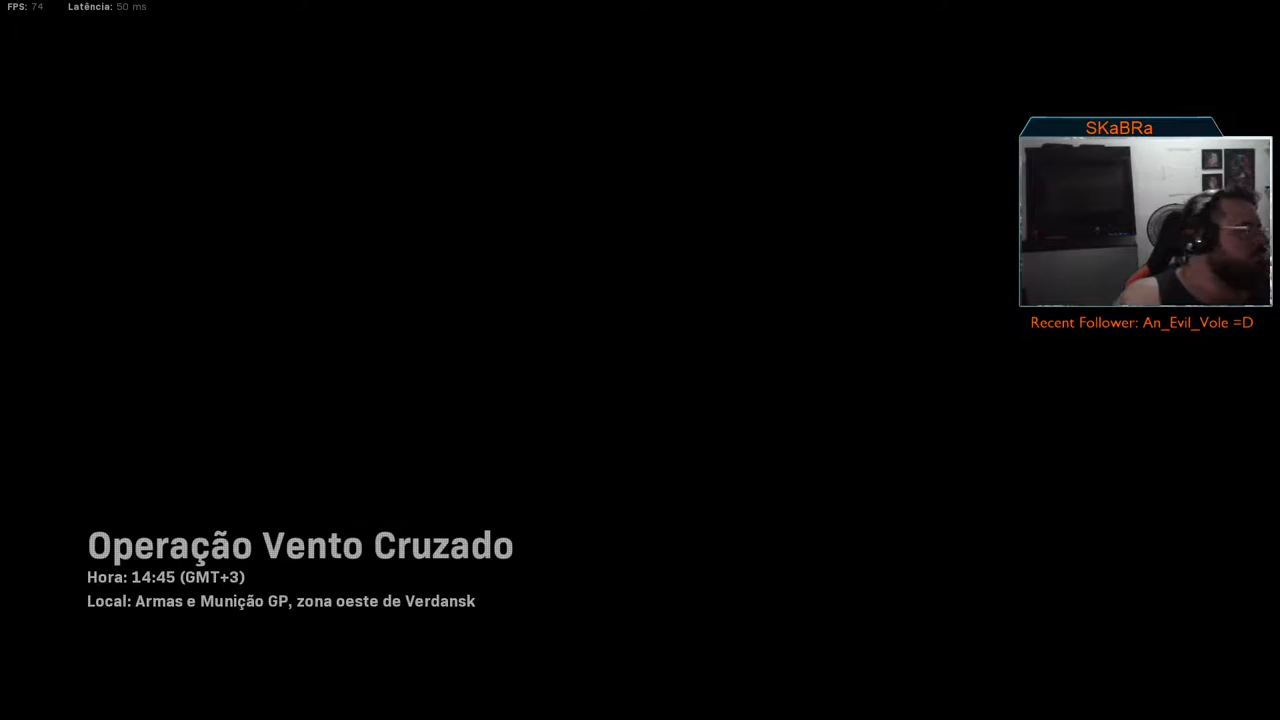 FPS: 74 Latência: 50 ms
SKaBRa
Recent Follower: An_Evil_Vole =D
Operação Vento Cruzado
Hora: 14:45 (GMT+3)
Local: Armas e Munição GP, zona oeste de Verdansk